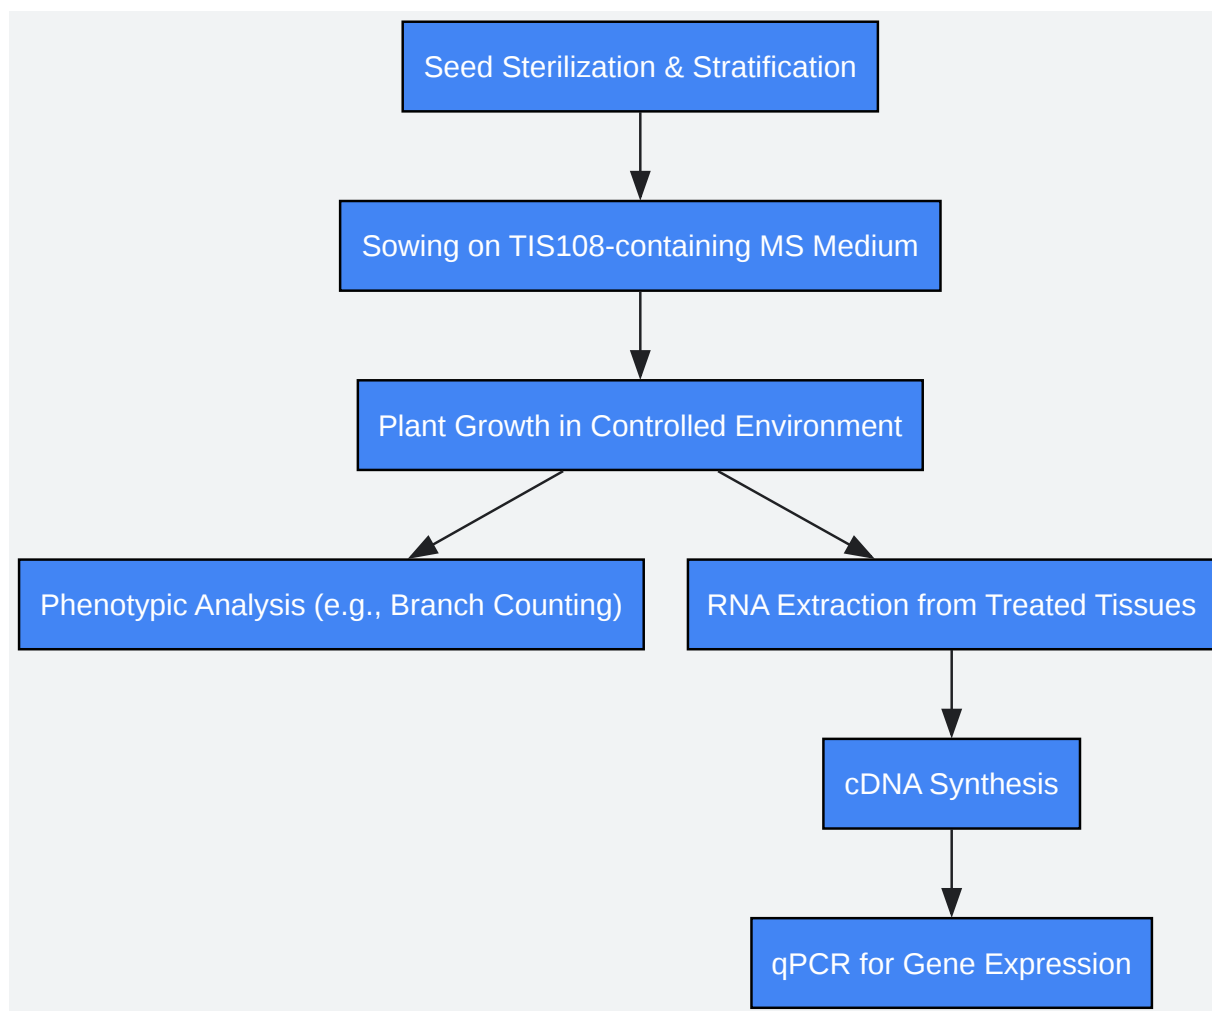 Seed Sterilization & Stratification
Sowing on TIS108-containing MS Medium
Plant Growth in Controlled Environment
Phenotypic Analysis (e.g., Branch Counting)
RNA Extraction from Treated Tissues
cDNA Synthesis
qPCR for Gene Expression